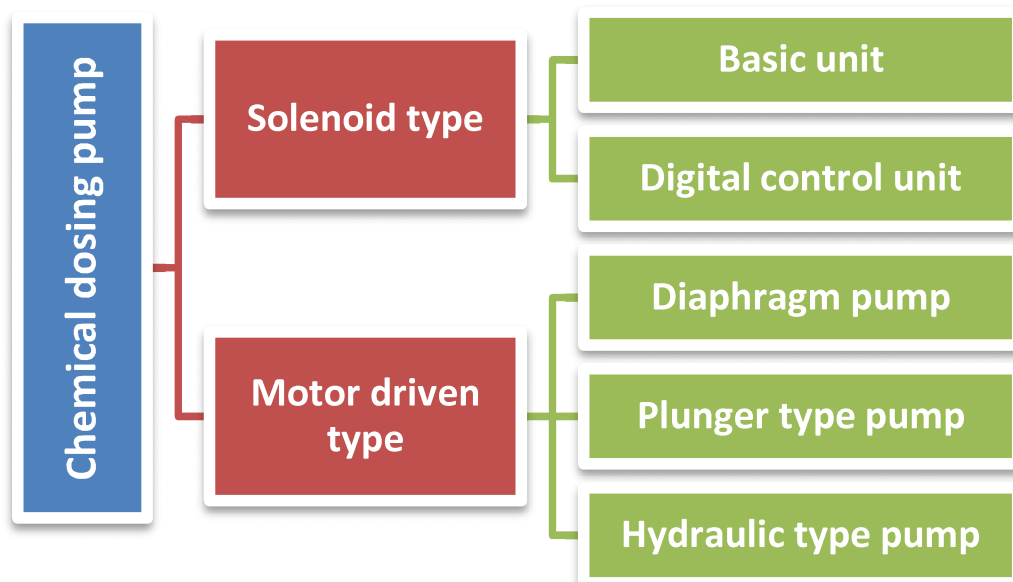 Chemical dosing pump
Solenoid type
Basic unit
Digital control unit
Motor driven
type
Diaphragm pump
Plunger type pump
Hydraulic type pump